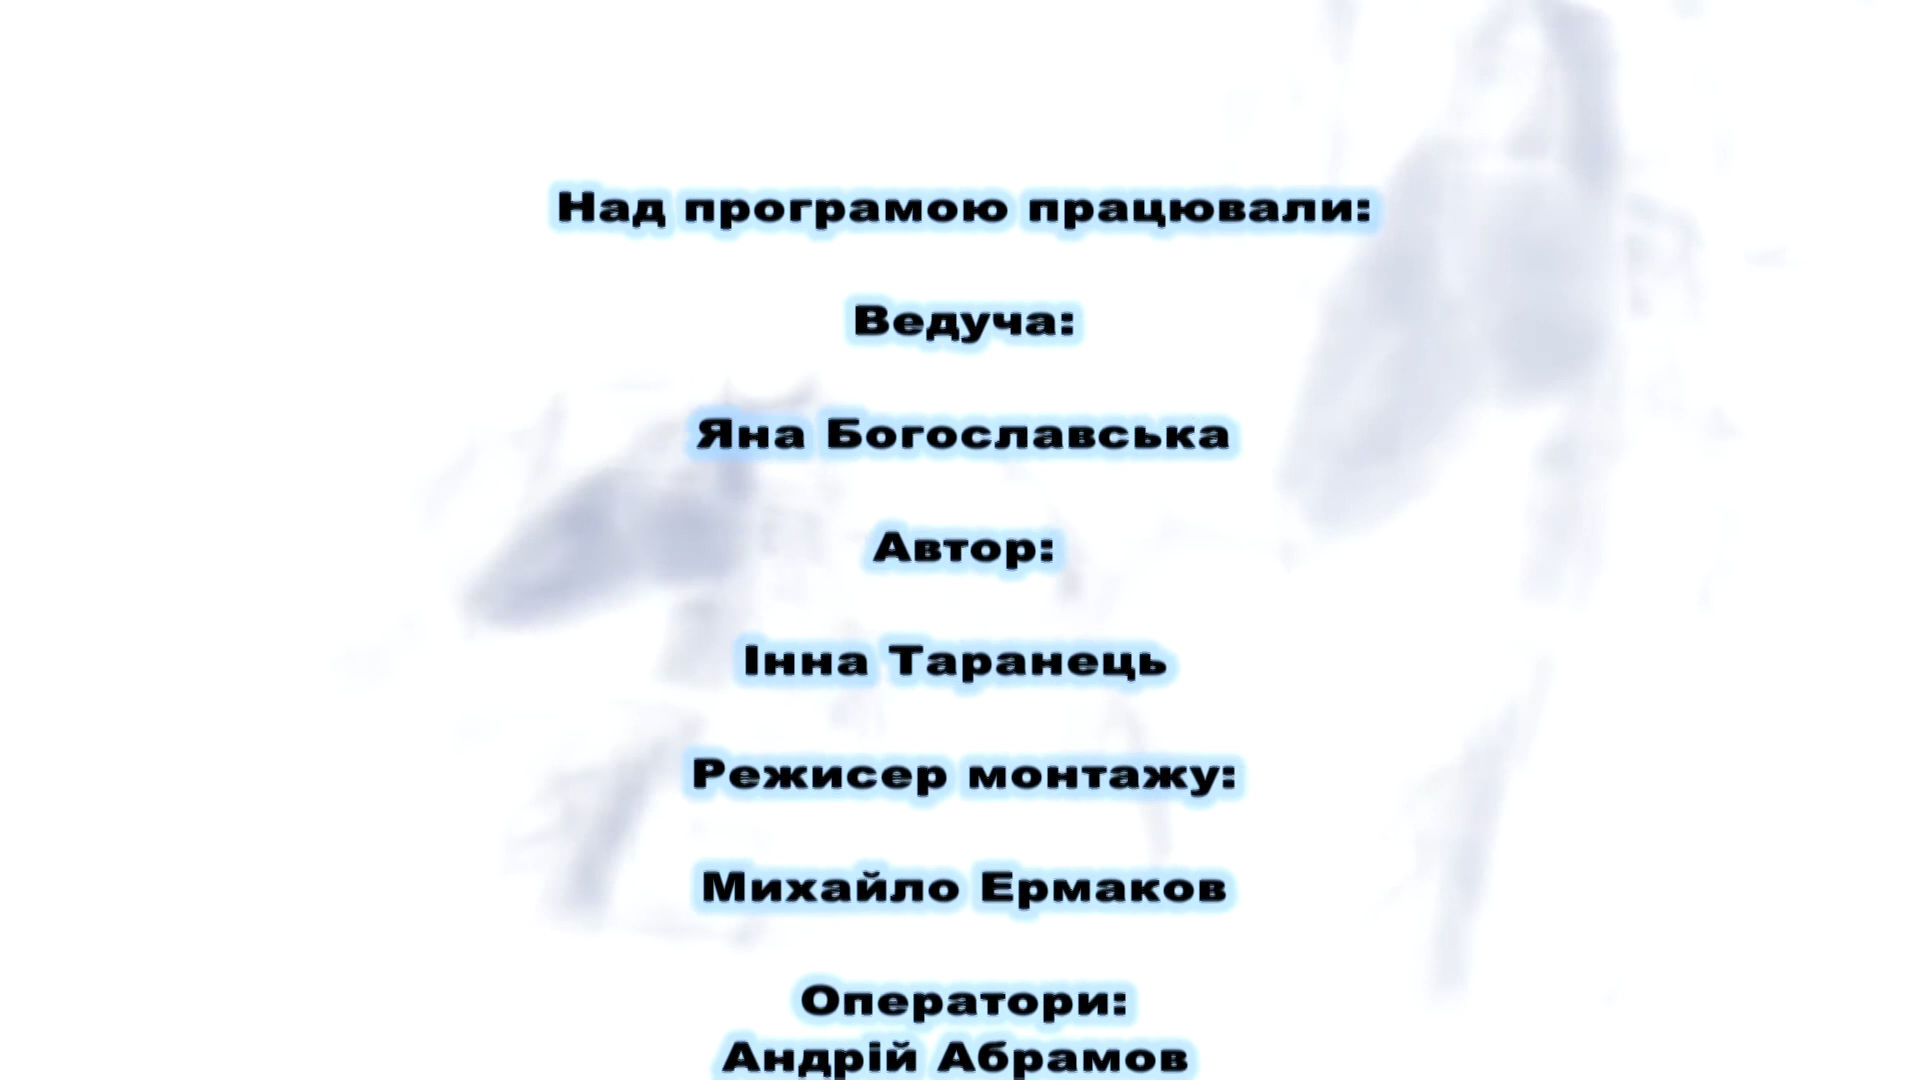 Над програмою працювали:
Ведуча:
Яна Богославська
Автор:
Інна Таранець
Режисер монтажу:
Михайло Ермаков
Оператори:
Андрій Абрамов